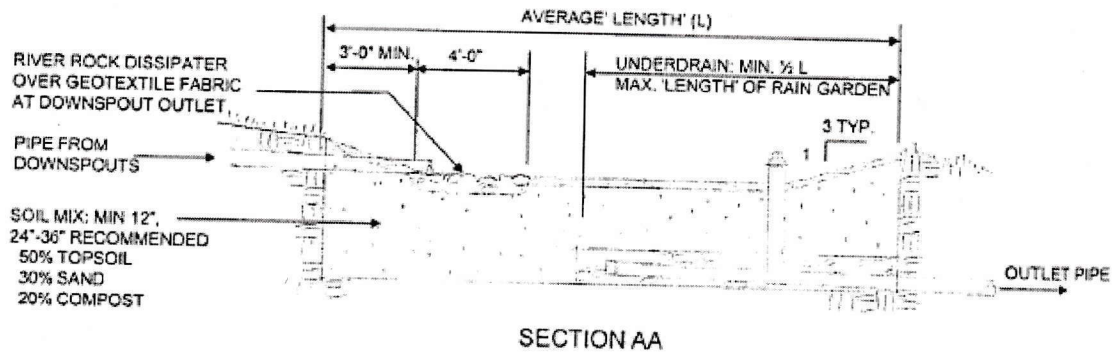 AVERAGE' LENGTH' (L)
3'-0" MIN.
4'-0"
RIVER ROCK DISSIPATER
OVER GEOTEXTILE FABRIC
AT DOWNSPOUT OUTLET
UNDERDRAIN: MIN. ½ L
MAX. 'LENGTH' OF RAIN GARDEN
3 TYP.
1
PIPE FROM
DOWNSPOUTS
SOIL MIX: MIN 12",
24"-36" RECOMMENDED
50% TOPSOIL
30% SAND
20% COMPOST
OUTLET PIPE
SECTION AA